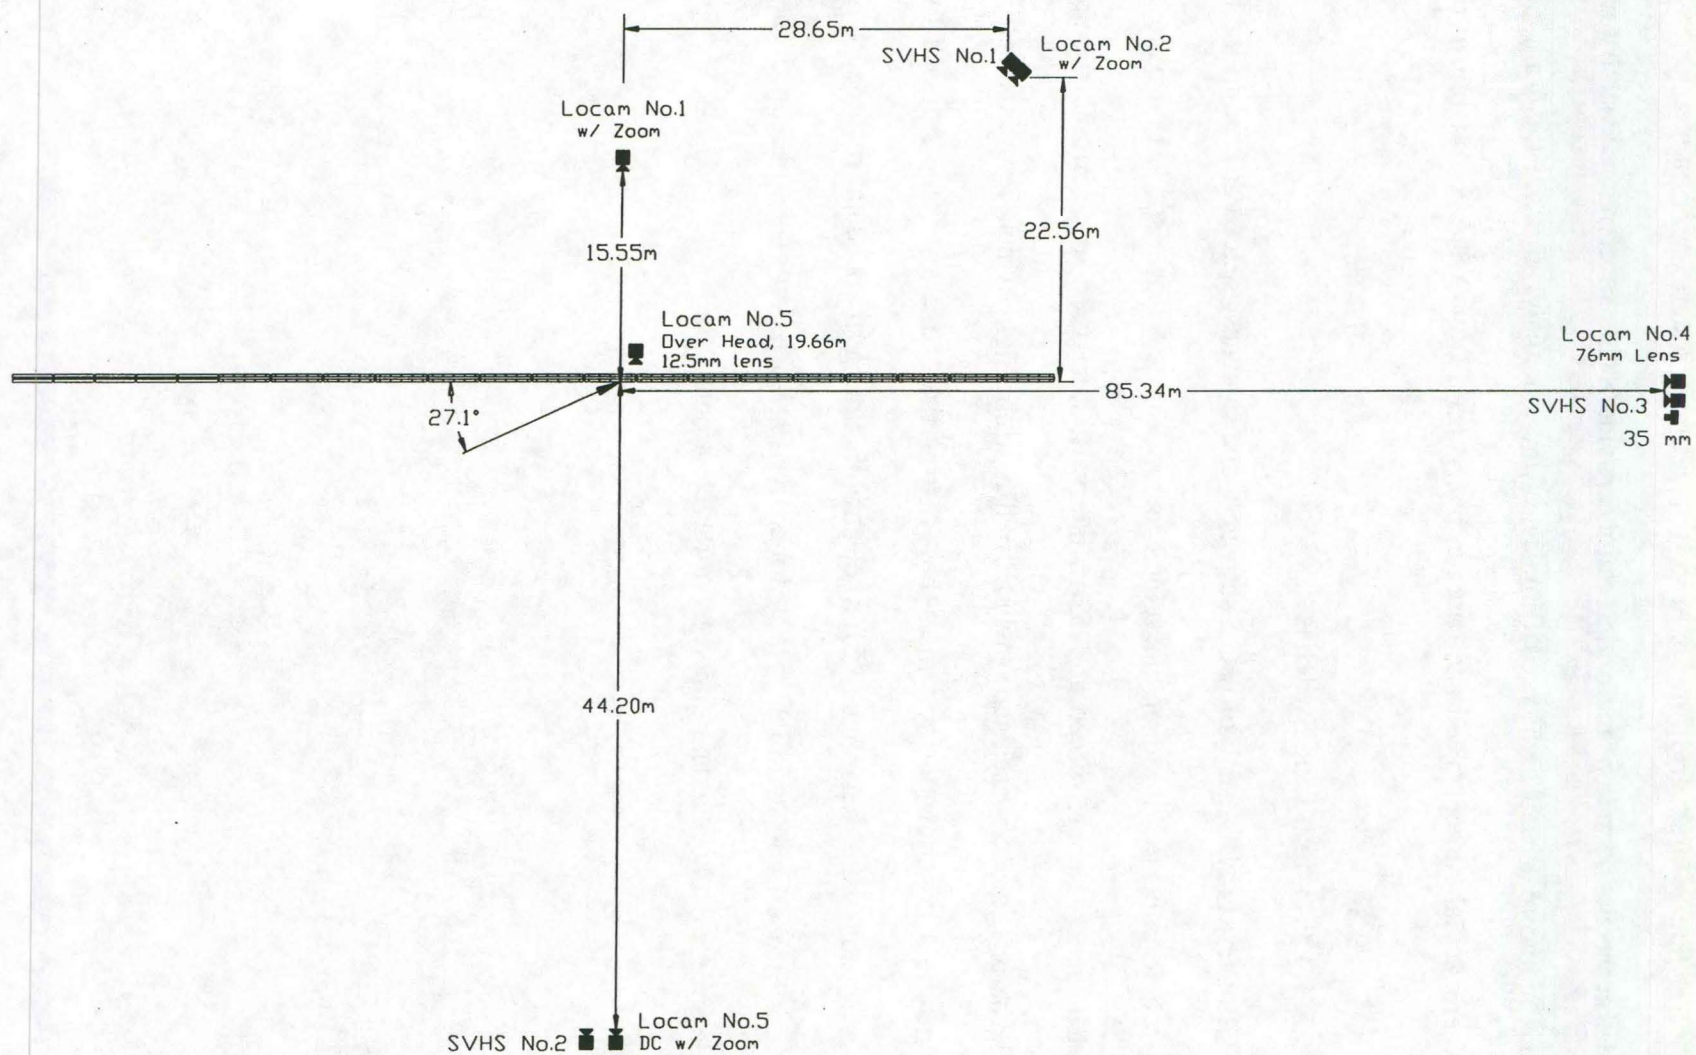 28.65m
SVHS No.1
Locam No.2
w/ Zoom
Locam No.1
w/ Zoom
15.55m
22.56m
Locam No.5
Over Head, 19.66m
12.5mm lens
27.1°
85.34m
Locam No.4
76mm Lens
SVHS No.3
35 mm
44.20m
SVHS No.2
Locam No.5
DC w/ Zoom